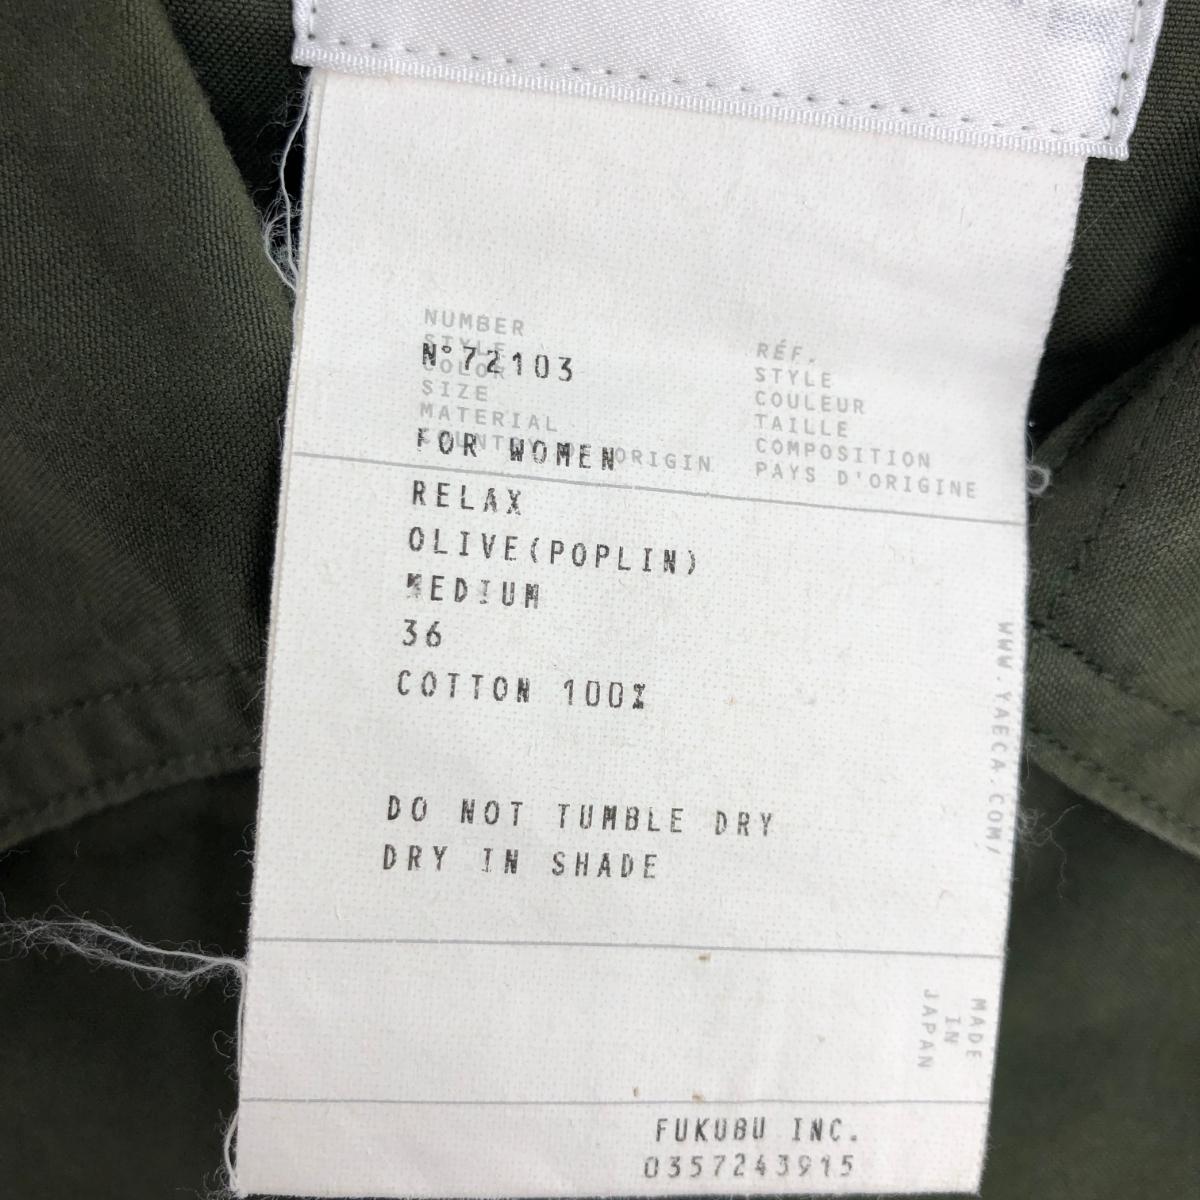 NUMBER
STYLE
COLOR
SIZE
MATERIAL
COUNTRY OF ORIGIN
RÉF.
STYLE
COULEUR
TAILLE
COMPOSITION
PAYS D'ORIGINE
N°72103
FOR WOMEN
RELAX
OLIVE(POPLIN)
MEDIUM
36
COTTON 100%
DO NOT TUMBLE DRY
DRY IN SHADE
WWW.YAECA.COM/
MADE
IN
JAPAN
FUKUBU INC.
0357243915